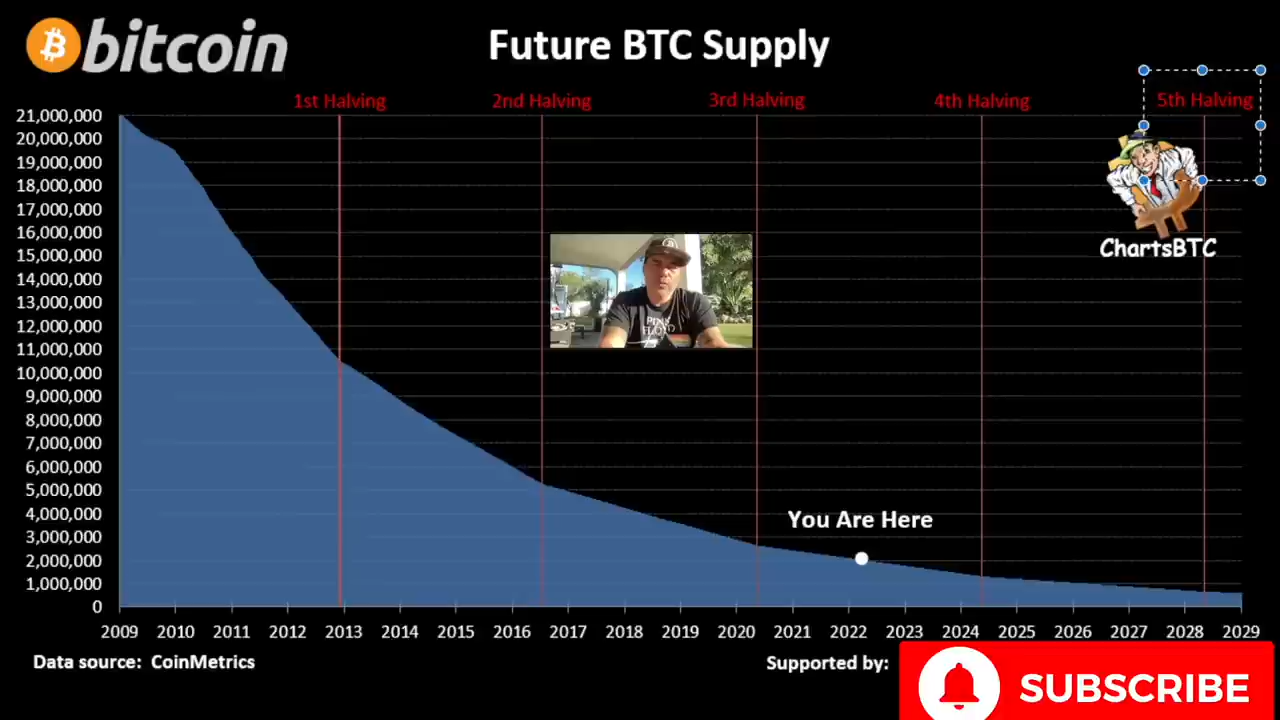 bitcoin
Future BTC Supply
1st Halving
2nd Halving
3rd Halving
4th Halving
5th Halving
21,000,000
20,000,000
19,000,000
18,000,000
17,000,000
16,000,000
15,000,000
14,000,000
13,000,000
12,000,000
11,000,000
10,000,000
9,000,000
8,000,000
7,000,000
6,000,000
5,000,000
4,000,000
3,000,000
2,000,000
1,000,000
0
ChartsBTC
PINK
FLOYD
You Are Here
2009 2010 2011 2012 2013 2014 2015 2016 2017 2018 2019 2020 2021 2022 2023 2024 2025 2026 2027 2028 2029
Data source: CoinMetrics
Supported by:
SUBSCRIBE